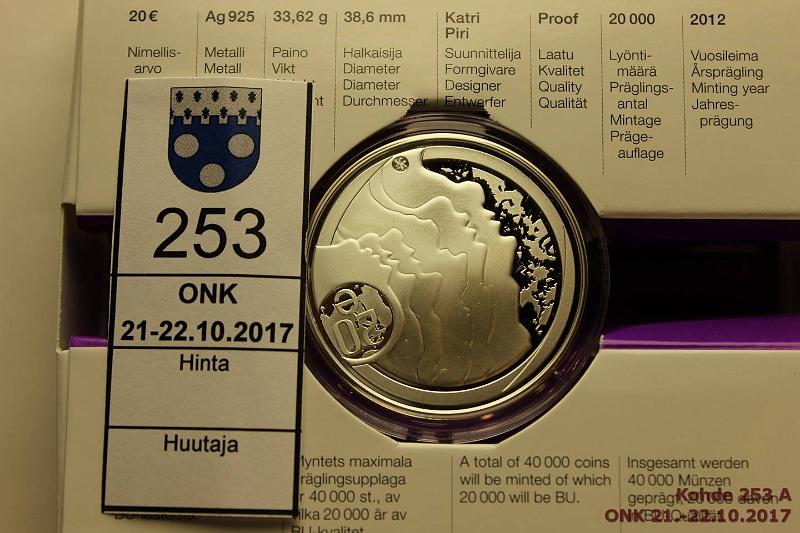 20 €
Nimellis-
arvo
Ag 925
Metalli
Metall
33,62 g
Paino
Vikt
38,6 mm
Halkaisija
Diameter
Diameter
Durchmesser
Katri
Piri
Suunnittelija
Formgivare
Designer
Entwerfer
Proof
Laatu
Kvalitet
Quality
Qualität
20 000
Lyönti-
määrä
Präglings-
antal
Mintage
Präge-
auflage
2012
Vuosileima
Årsprägling
Minting year
Jahres-
prägung
253
ONK
21-22.10.2017
Hinta
Huutaja
Myntets maximala
präglingsupplaga
40 000 st., av
vilka 20 000 är av
BU-kvalitet
A total of 40 000 coins
will be minted of which
20 000 will be BU.
Insgesamt werden
40 000 Münzen
geprägt, 20 000 davon
Kohde 253 A
ONK 21.-22.10.2017